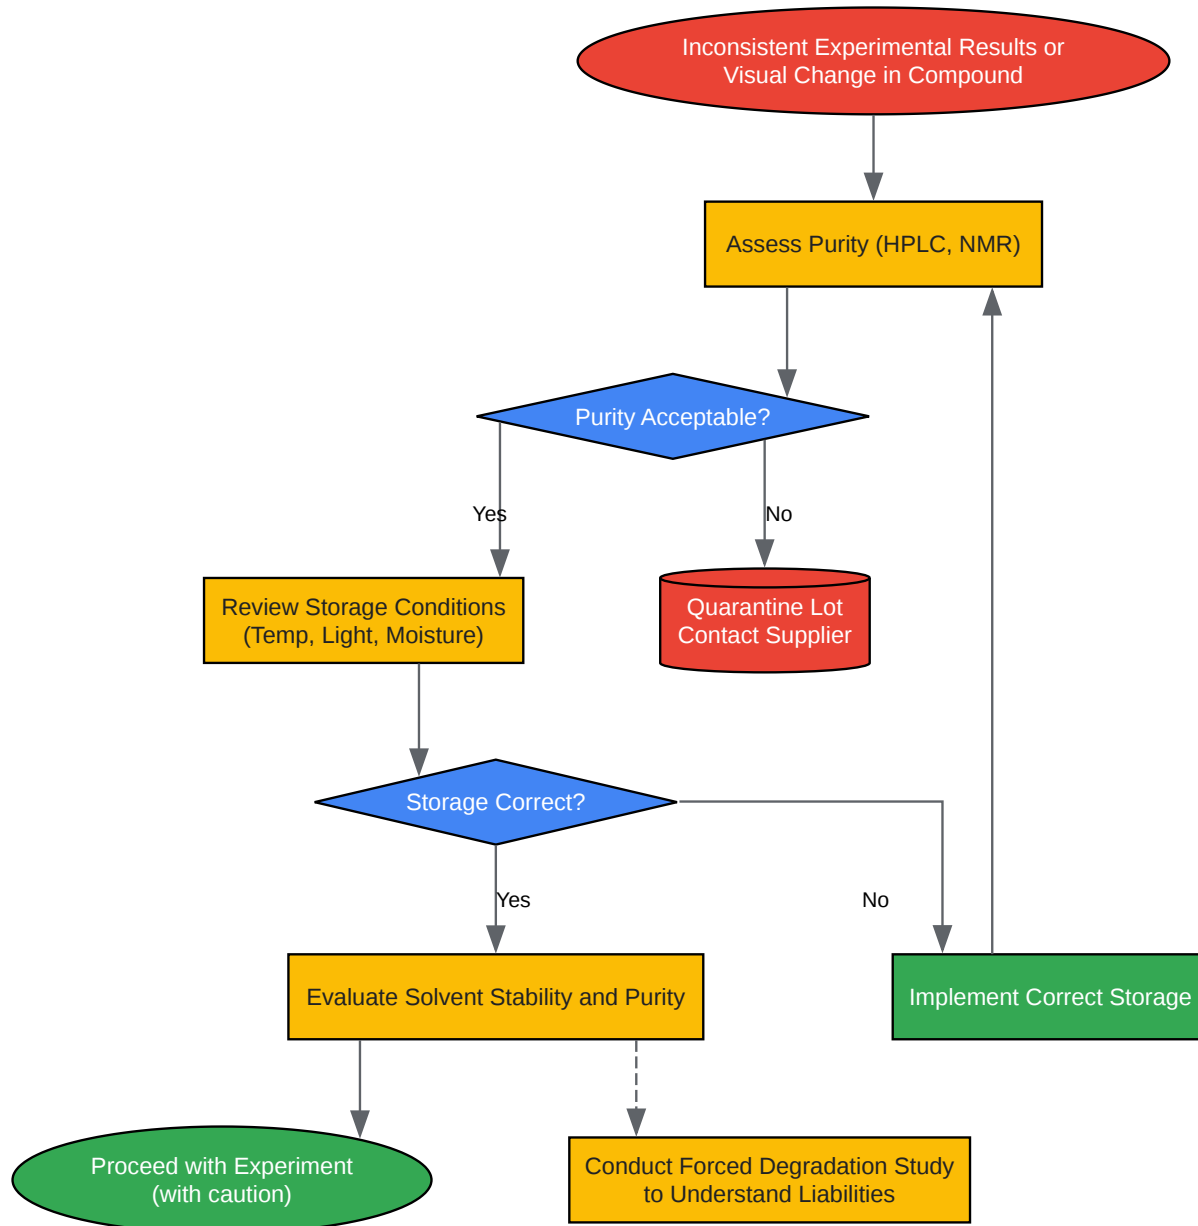 Inconsistent Experimental Results or
Visual Change in Compound
Assess Purity (HPLC, NMR)
Purity Acceptable?
Yes
No
Review Storage Conditions
(Temp, Light, Moisture)
Quarantine Lot
Contact Supplier
Storage Correct?
Yes
No
Evaluate Solvent Stability and Purity
Implement Correct Storage
Proceed with Experiment
(with caution)
Conduct Forced Degradation Study
to Understand Liabilities